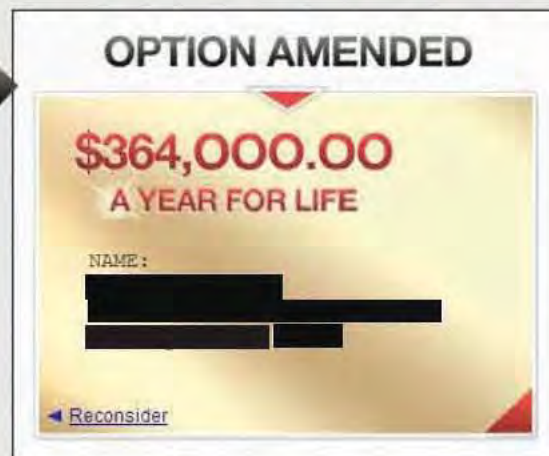 OPTION AMENDED
$364,000.00
A YEAR FOR LIFE
NAME:
Reconsider